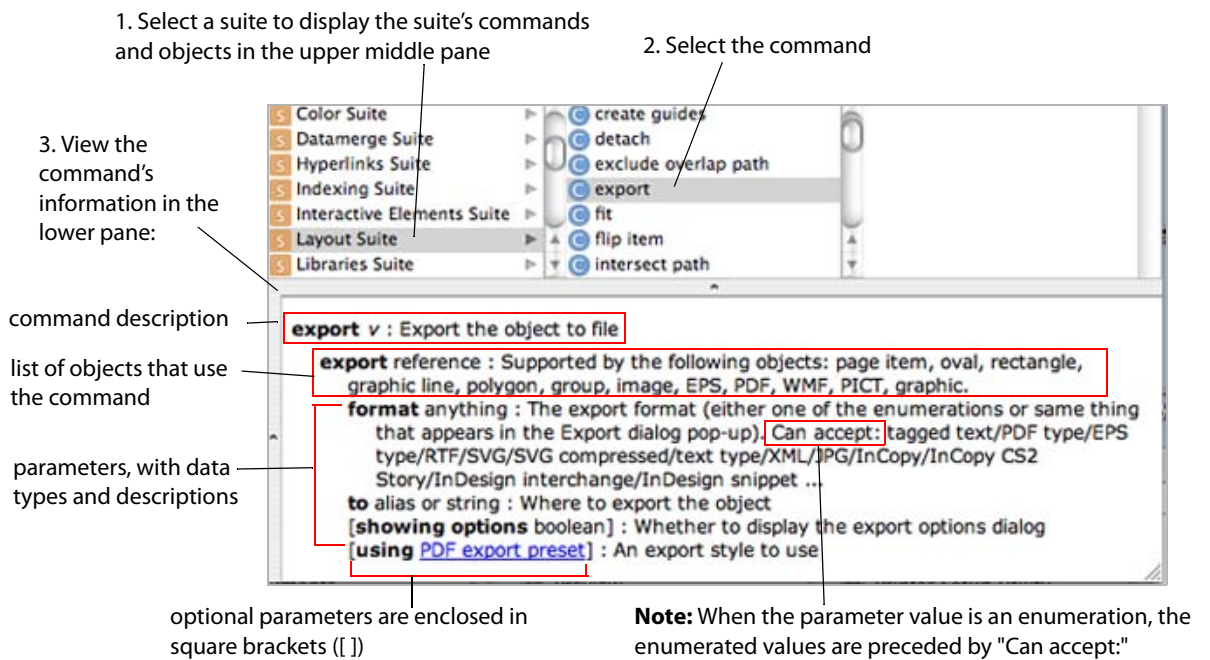 1. Select a suite to display the suite’s commands
and objects in the upper middle pane
2. Select the command
3. View the
command’s
information in the
lower pane:
Color Suite
Datamerge Suite
Hyperlinks Suite
Indexing Suite
Interactive Elements Suite
Layout Suite
Libraries Suite
create guides
detach
exclude overlap path
export
fit
flip item
intersect path
command description
list of objects that use
the command
parameters, with data
types and descriptions
export v : Export the object to file
export reference : Supported by the following objects: page item, oval, rectangle,
graphic line, polygon, group, image, EPS, PDF, WMF, PICT, graphic.
format anything : The export format (either one of the enumerations or same thing
that appears in the Export dialog pop-up). Can accept: tagged text/PDF type/EPS
type/RTF/SVG/SVG compressed/text type/XML/JPG/InCopy/InCopy CS2
Story/InDesign interchange/InDesign snippet ...
to alias or string : Where to export the object
[showing options boolean] : Whether to display the export options dialog
[using PDF export preset] : An export style to use
optional parameters are enclosed in
square brackets ([ ])
Note: When the parameter value is an enumeration, the
enumerated values are preceded by "Can accept:"